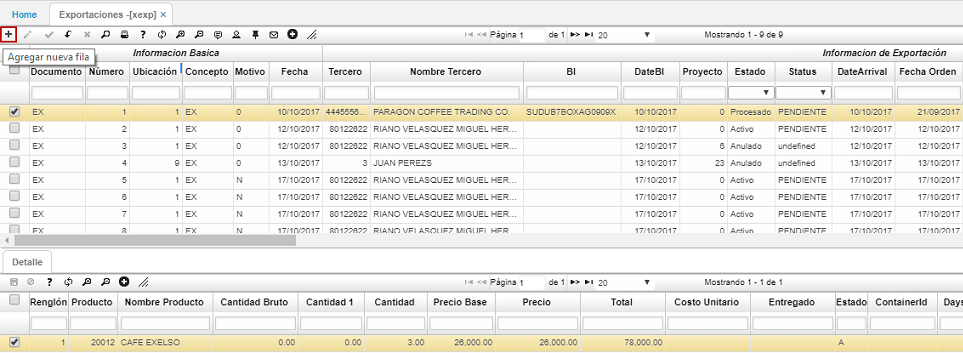 Home Exportaciones -[xexp] ×
Página 1 de 1 20 Mostrando 1 - 9 de 9
Agregar nueva fila
Informacion Basica Informacion de Exportación
Documento Número Ubicación Concepto Motivo Fecha Tercero Nombre Tercero BI DateBI Proyecto Estado Status DateArrival Fecha Orden
EX 1 1 EX 0 10/10/2017 4445556... PARAGON COFFEE TRADING CO. SUDUB7BOXAG0909X 10/10/2017 0 Procesado PENDIENTE 10/10/2017 21/09/2017
EX 2 1 EX 0 12/10/2017 80122622 RIANO VELASQUEZ MIGUEL HER... 12/10/2017 0 Activo PENDIENTE 12/10/2017 12/10/2017
EX 3 1 EX 0 12/10/2017 80122622 RIANO VELASQUEZ MIGUEL HER... 12/10/2017 6 Anulado undefined 12/10/2017 12/10/2017
EX 4 9 EX 0 13/10/2017 3 JUAN PEREZS 13/10/2017 23 Anulado undefined 13/10/2017 13/10/2017
EX 5 1 EX N 17/10/2017 80122622 RIANO VELASQUEZ MIGUEL HER... 17/10/2017 0 Activo PENDIENTE 17/10/2017 17/10/2017
EX 6 1 EX N 17/10/2017 80122622 RIANO VELASQUEZ MIGUEL HER... 17/10/2017 0 Activo PENDIENTE 17/10/2017 17/10/2017
EX 7 1 EX N 17/10/2017 80122622 RIANO VELASQUEZ MIGUEL HER... 17/10/2017 0 Activo PENDIENTE 17/10/2017 17/10/2017
EX 8 1 EX N 17/10/2017 80122622 RIANO VELASQUEZ MIGUEL HER 17/10/2017 0 Activo PENDIENTE 17/10/2017 17/10/2017
Detalle
Página 1 de 1 20 Mostrando 1 - 1 de 1
Renglón Producto Nombre Producto Cantidad Bruto Cantidad 1 Cantidad Precio Base Precio Total Costo Unitario Entregado Estado ContainerId Days
1 20012 CAFE EXELSO 0.00 0.00 3.00 26,000.00 26,000.00 78,000.00 A